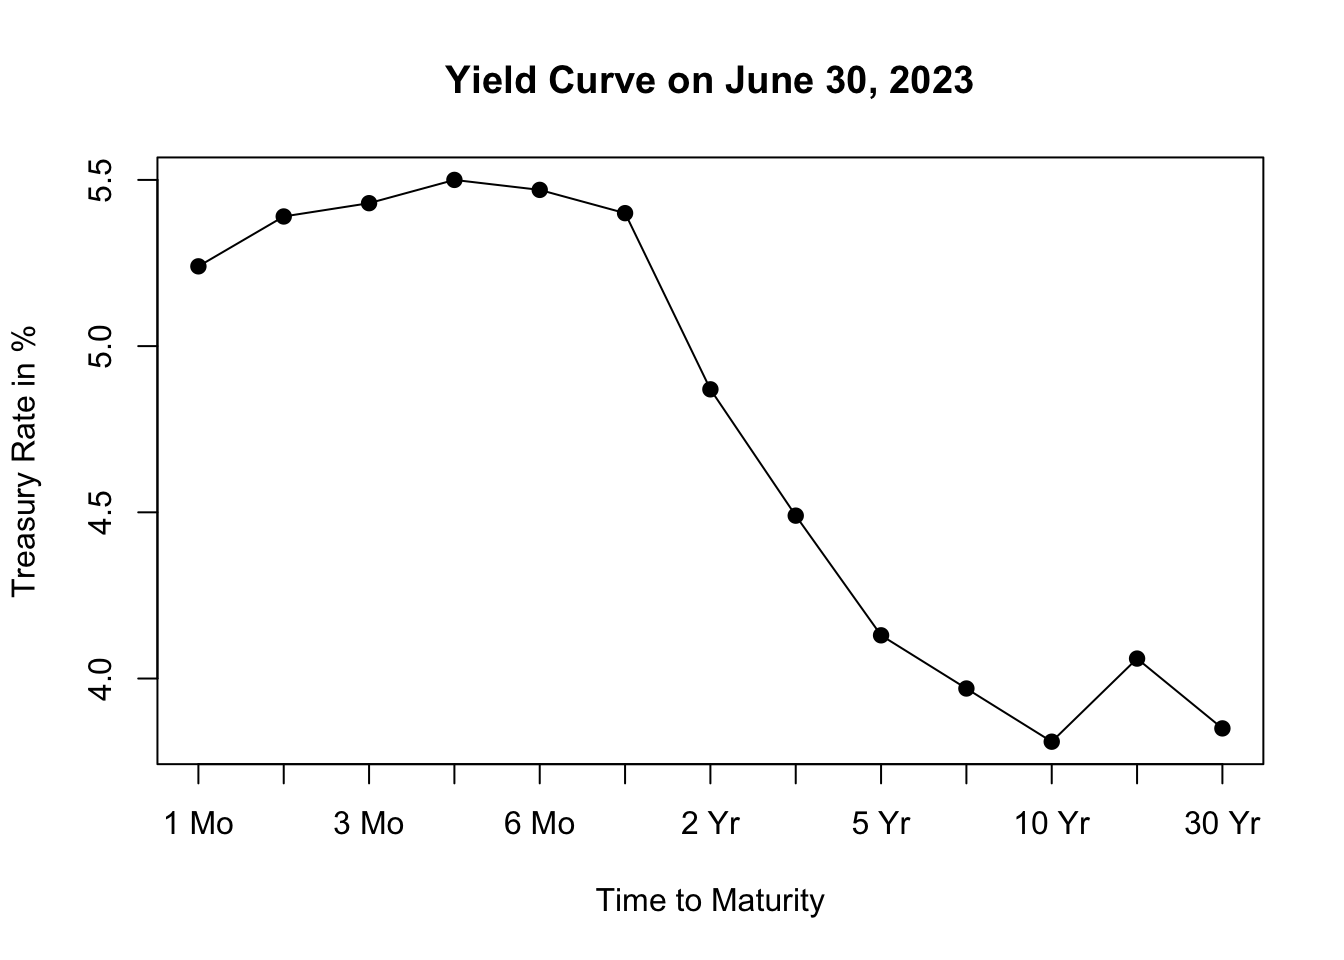 Yield Curve on June 30, 2023
Treasury Rate in %
5.5
5.0
4.5
4.0
1 Mo 3 Mo 6 Mo 2 Yr 5 Yr 10 Yr 30 Yr
Time to Maturity